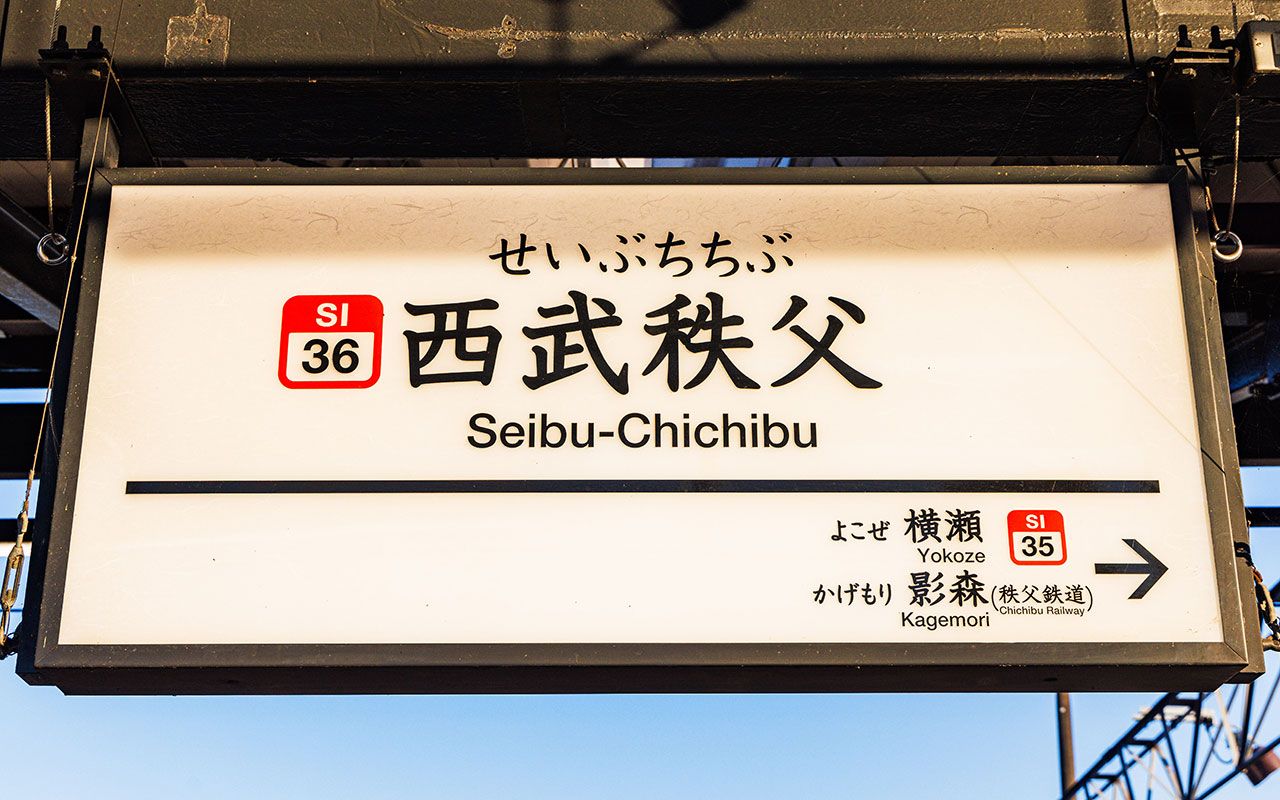 せいぶちちぶ
SI
36
西武秩父
Seibu-Chichibu
よこぜ 横瀬
Yokoze
SI
35
→
かげもり 影森(秩父鉄道)
Kagemori Chichibu Railway